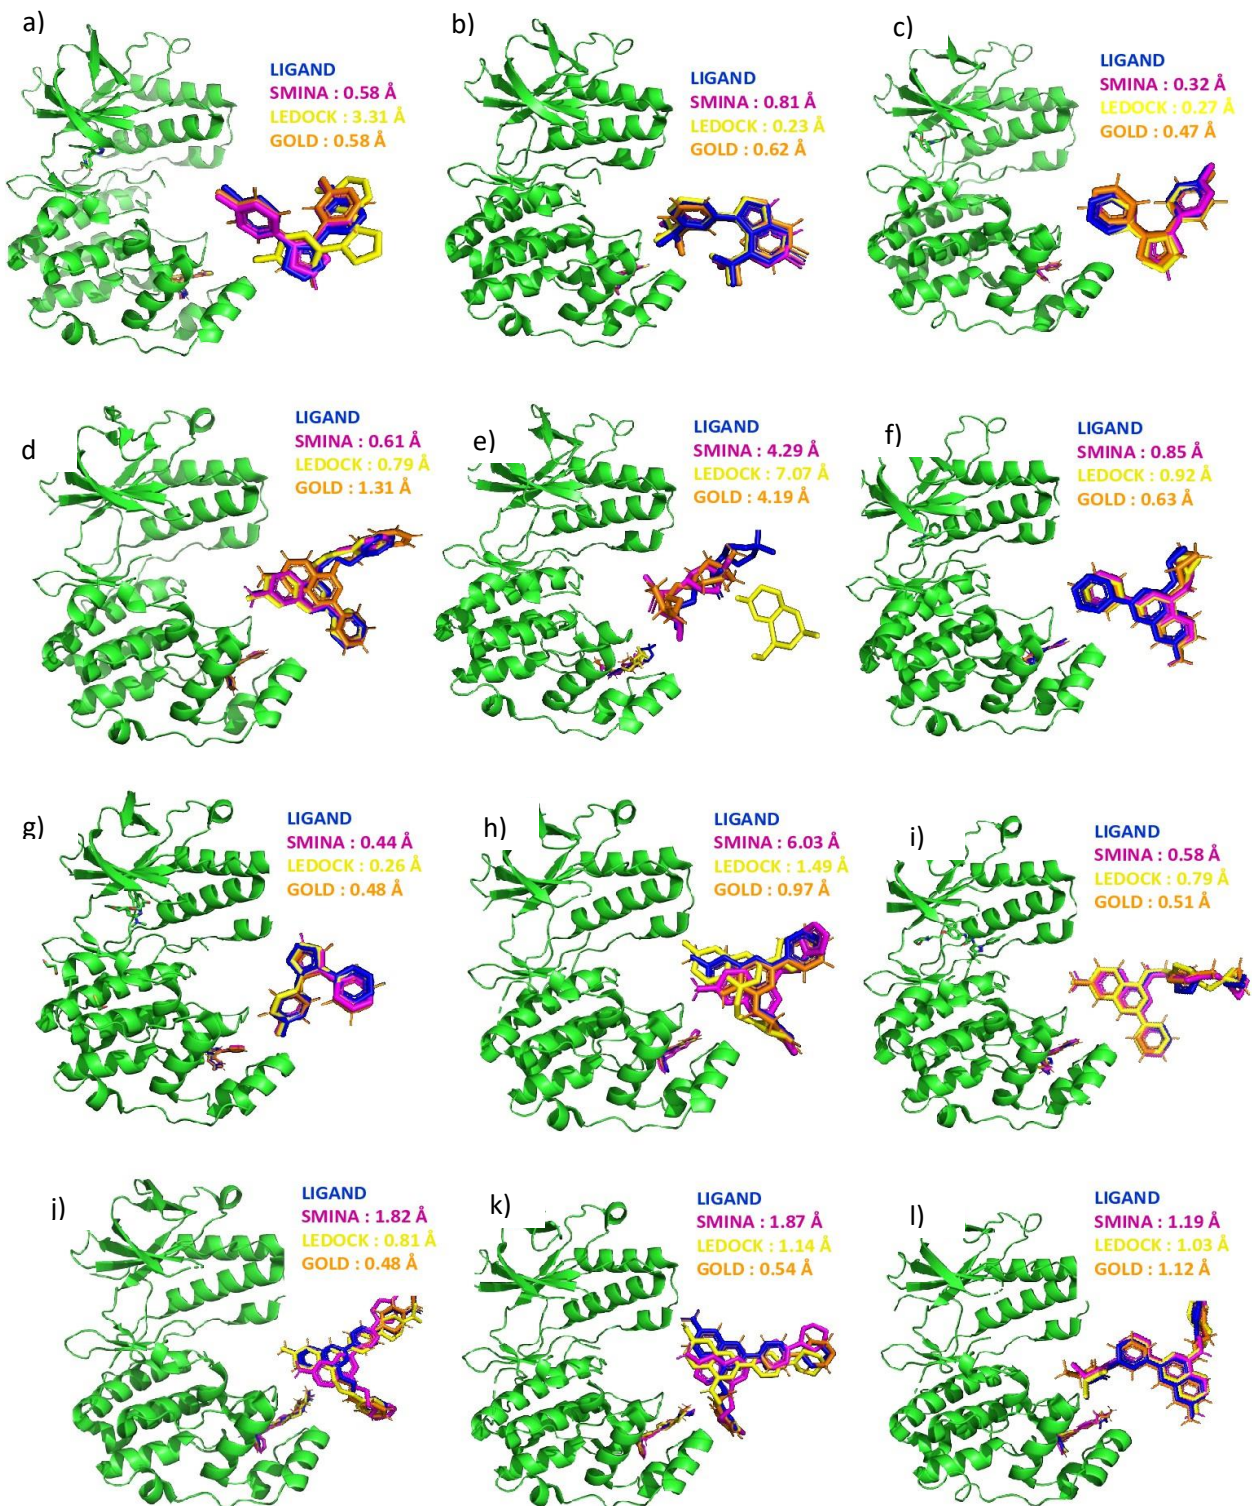 a)
LIGAND
SMINA : 0.58 Å
LEDOCK : 3.31 Å
GOLD : 0.58 Å
b)
LIGAND
SMINA : 0.81 Å
LEDOCK : 0.23 Å
GOLD : 0.62 Å
c)
LIGAND
SMINA : 0.32 Å
LEDOCK : 0.27 Å
GOLD : 0.47 Å
d
LIGAND
SMINA : 0.61 Å
LEDOCK : 0.79 Å
GOLD : 1.31 Å
e)
LIGAND
SMINA : 4.29 Å
LEDOCK : 7.07 Å
GOLD : 4.19 Å
f)
LIGAND
SMINA : 0.85 Å
LEDOCK : 0.92 Å
GOLD : 0.63 Å
g)
LIGAND
SMINA : 0.44 Å
LEDOCK : 0.26 Å
GOLD : 0.48 Å
h)
LIGAND
SMINA : 6.03 Å
LEDOCK : 1.49 Å
GOLD : 0.97 Å
i)
LIGAND
SMINA : 0.58 Å
LEDOCK : 0.79 Å
GOLD : 0.51 Å
j)
LIGAND
SMINA : 1.82 Å
LEDOCK : 0.81 Å
GOLD : 0.48 Å
k)
LIGAND
SMINA : 1.87 Å
LEDOCK : 1.14 Å
GOLD : 0.54 Å
l)
LIGAND
SMINA : 1.19 Å
LEDOCK : 1.03 Å
GOLD : 1.12 Å